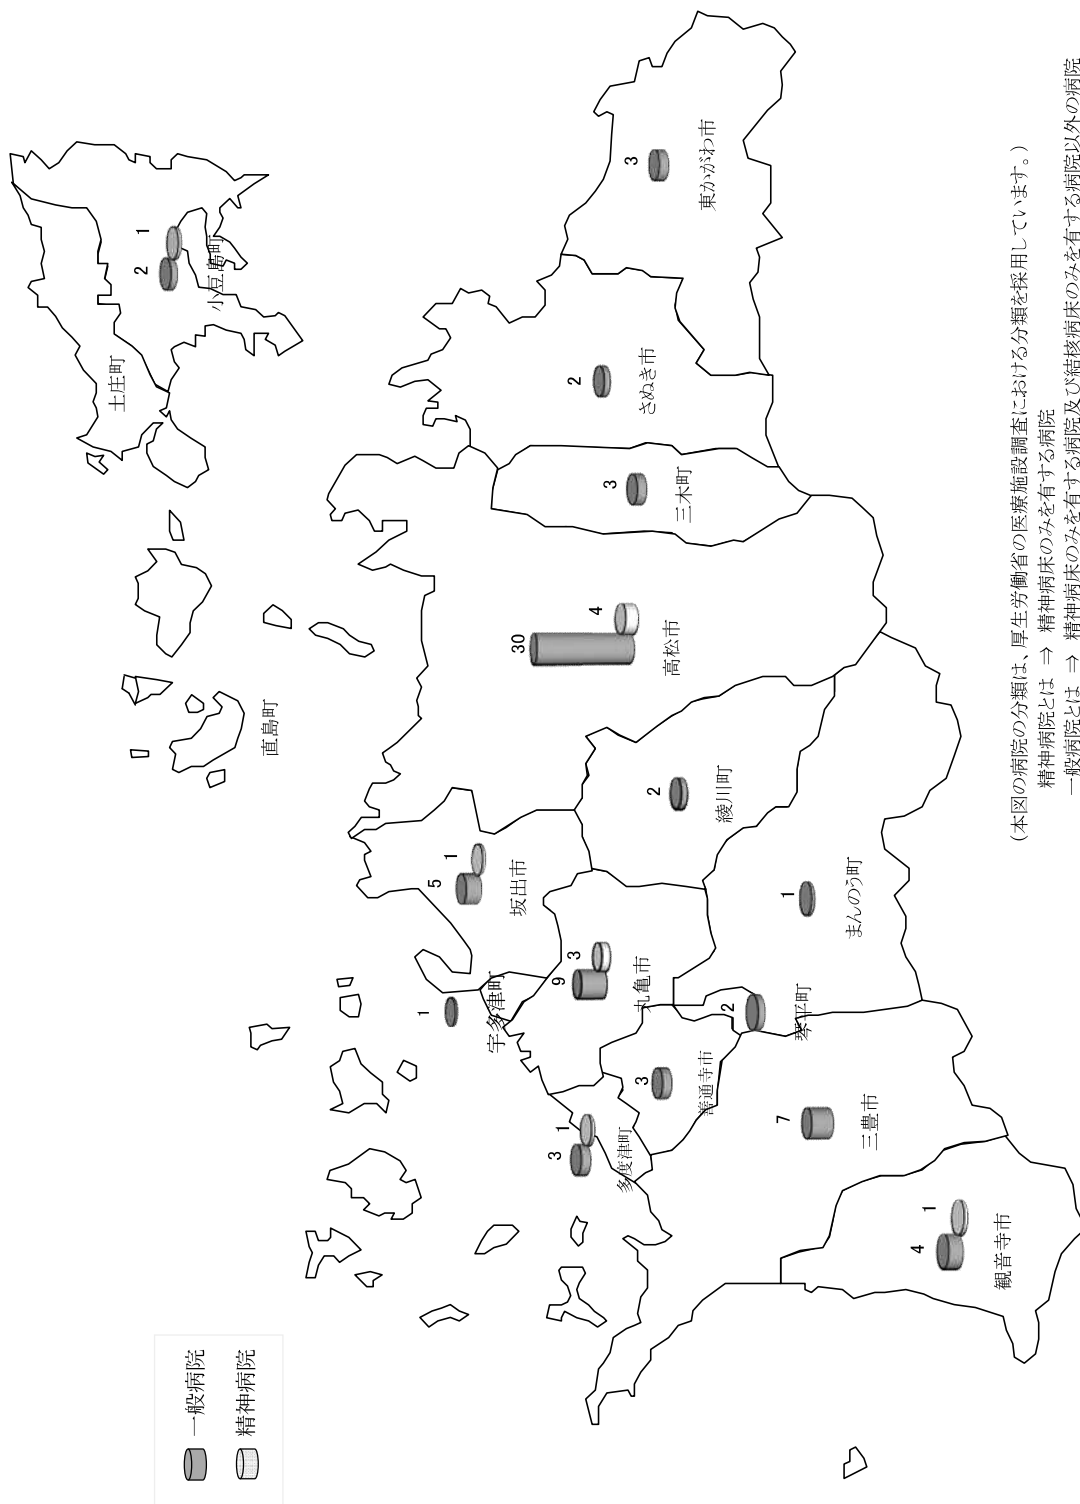 一般病院
精神病院
土庄町
2
1
小豆島町
直島町
3
東かがわ市
2
さぬき市
3
三木町
30
4
高松市
2
綾川町
5
1
坂出市
1
宇多津町
9
3
丸亀市
3
善通寺市
2
琴平町
1
まんのう町
3
1
多度津町
7
三豊市
4
1
観音寺市
(本図の病院の分類は、厚生労働省の医療施設調査における分類を採用しています。)
精神病院とは ⇒ 精神病床のみを有する病院
一般病院とは ⇒ 精神病床のみを有する病院及び結核病床のみを有する病院以外の病院